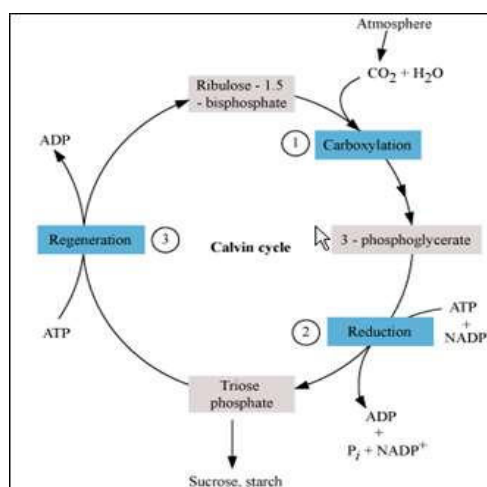 Atmosphere
CO2 + H2O
Ribulose - 1.5
- bisphosphate
1
Carboxylation
ADP
Regeneration
3
Calvin cycle
3 - phosphoglycerate
ATP
2
Reduction
ATP
+
NADP
Triose
phosphate
ADP
+
Pi + NADP+
Sucrose, starch